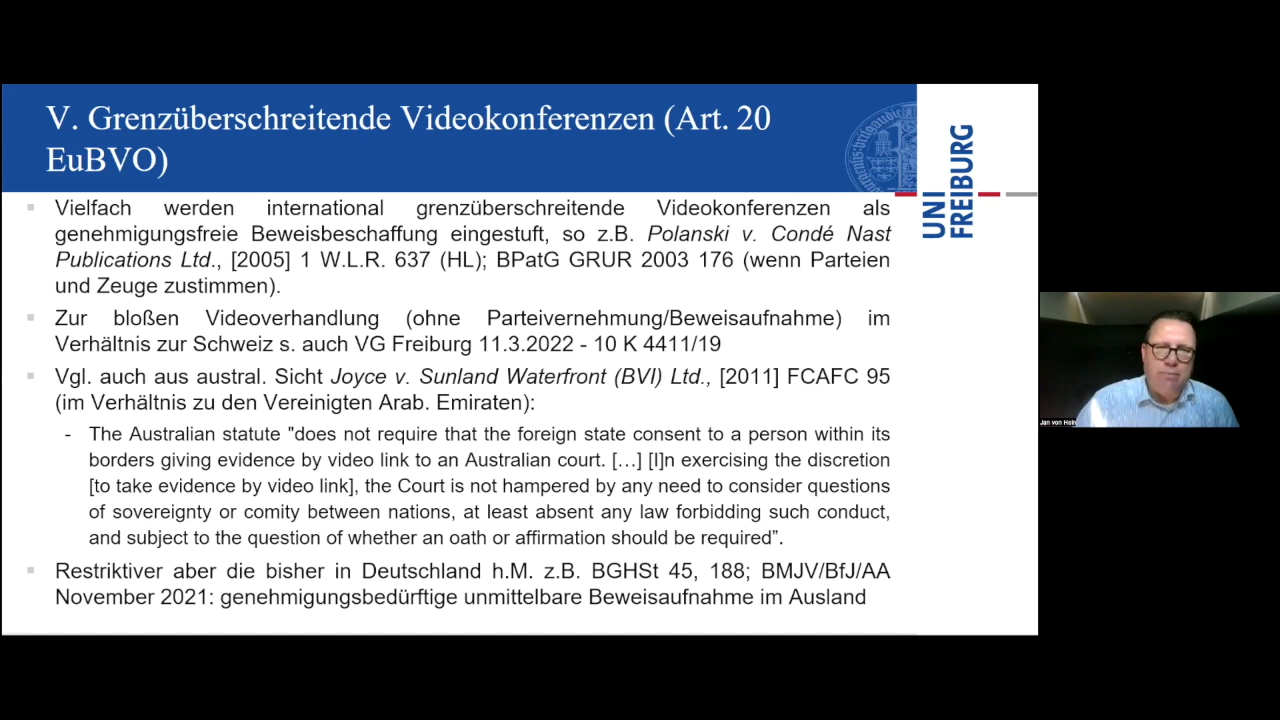 V. Grenzüberschreitende Videokonferenzen (Art. 20
EuBVO)
UNI
FREIBURG
Vielfach werden international grenzüberschreitende Videokonferenzen als
genehmigungsfreie Beweisbeschaffung eingestuft, so z.B. Polanski v. Condé Nast
Publications Ltd., [2005] 1 W.L.R. 637 (HL); BPatG GRUR 2003 176 (wenn Parteien
und Zeuge zustimmen).
Zur bloßen Videoverhandlung (ohne Parteivernehmung/Beweisaufnahme) im
Verhältnis zur Schweiz s. auch VG Freiburg 11.3.2022 - 10 K 4411/19
Vgl. auch aus austral. Sicht Joyce v. Sunland Waterfront (BVI) Ltd., [2011] FCAFC 95
(im Verhältnis zu den Vereinigten Arab. Emiraten):
- The Australian statute "does not require that the foreign state consent to a person within its
borders giving evidence by video link to an Australian court. […] [I]n exercising the discretion
[to take evidence by video link], the Court is not hampered by any need to consider questions
of sovereignty or comity between nations, at least absent any law forbidding such conduct,
and subject to the question of whether an oath or affirmation should be required”.
Restriktiver aber die bisher in Deutschland h.M. z.B. BGHSt 45, 188; BMJV/BfJ/AA
November 2021: genehmigungsbedürftige unmittelbare Beweisaufnahme im Ausland
Jan von Hein